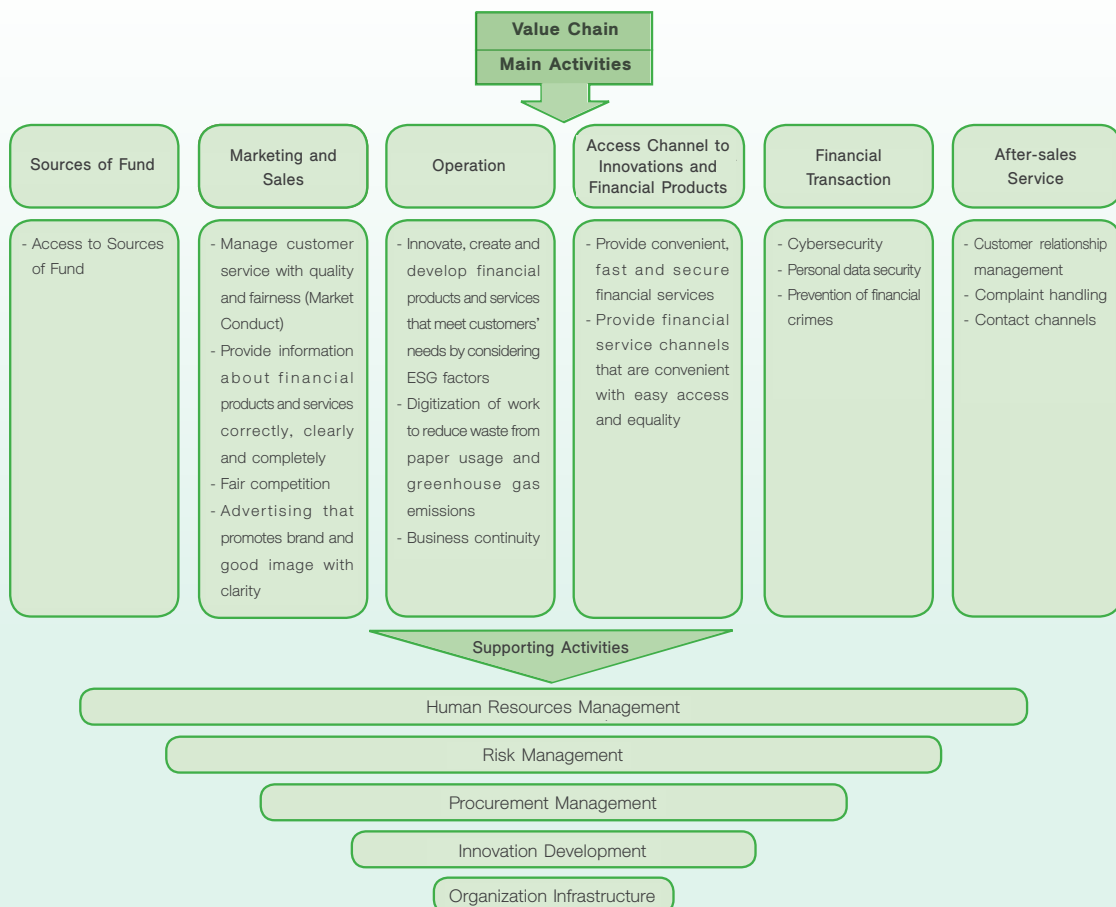 Value Chain
Main Activities
Sources of Fund
- Access to Sources
of Fund
Marketing and
Sales
- Manage customer
service with quality
and fairness (Market
Conduct)
- Provide information
about financial
products and services
correctly, clearly
and completely
- Fair competition
- Advertising that
promotes brand and
good image with
clarity
Operation
- Innovate, create and
develop financial
products and services
that meet customers’
needs by considering
ESG factors
- Digitization of work
to reduce waste from
paper usage and
greenhouse gas
emissions
- Business continuity
Access Channel to
Innovations and
Financial Products
- Provide convenient,
fast and secure
financial services
- Provide financial
service channels
that are convenient
with easy access
and equality
Financial
Transaction
- Cybersecurity
- Personal data security
- Prevention of financial
crimes
After-sales
Service
- Customer relationship
management
- Complaint handling
- Contact channels
Supporting Activities
Human Resources Management
Risk Management
Procurement Management
Innovation Development
Organization Infrastructure